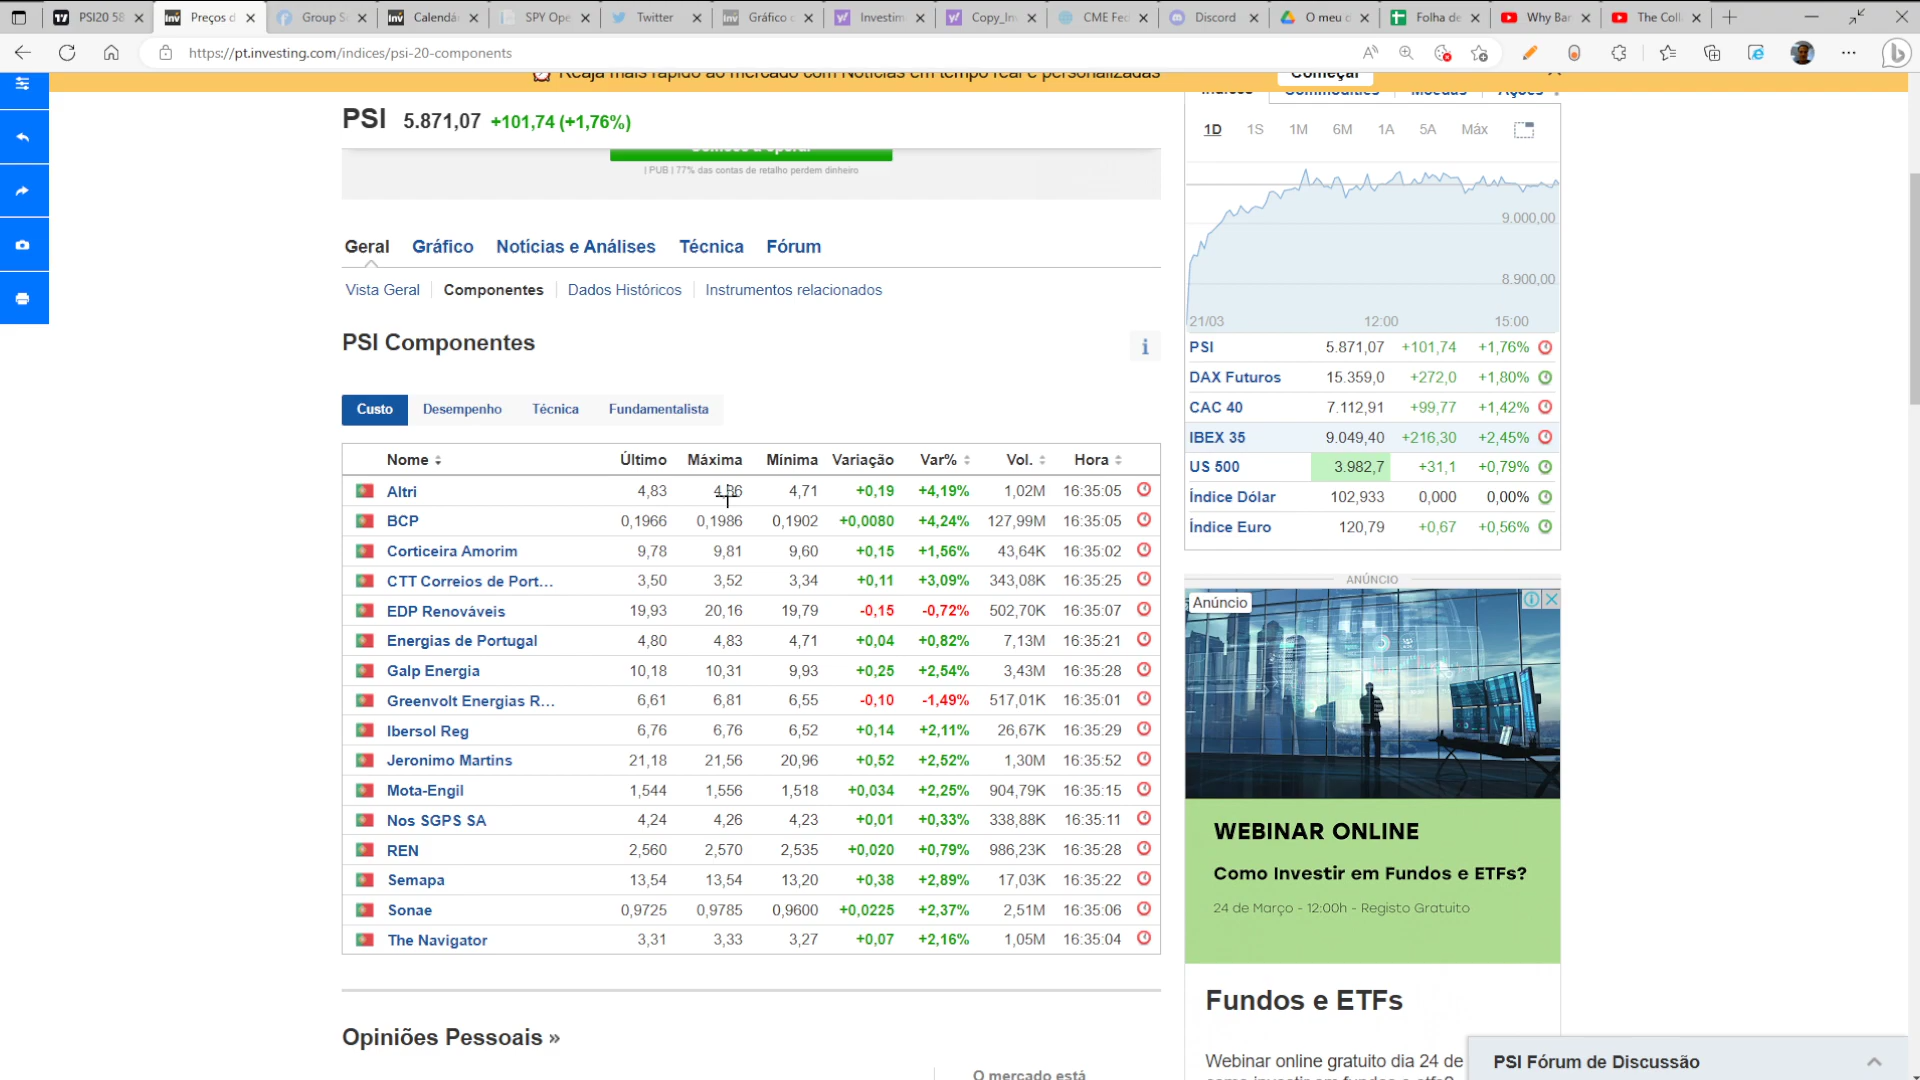 PSI20 58
Preços d
Group S
Calendá
SPY Ope
Twitter
Gráfico c
Investim
Copy_In
CME Fed
Discord
O meu d
Folha de
Why Bar
The Coll
https://pt.investing.com/indices/psi-20-components
Reaja mais rápido ao mercado com Notícias em tempo real e personalizadas
Começar
PSI 5.871,07 +101,74 (+1,76%)
| PUB | 77% das contas de retalho perdem dinheiro
Geral Gráfico Notícias e Análises Técnica Fórum
Vista Geral Componentes Dados Históricos Instrumentos relacionados
PSI Componentes
Custo Desempenho Técnica Fundamentalista
Nome Último Máxima Mínima Variação Var% Vol. Hora
Altri 4,83 4,86 4,71 +0,19 +4,19% 1,02M 16:35:05
BCP 0,1966 0,1986 0,1902 +0,0080 +4,24% 127,99M 16:35:05
Corticeira Amorim 9,78 9,81 9,60 +0,15 +1,56% 43,64K 16:35:02
CTT Correios de Port... 3,50 3,52 3,34 +0,11 +3,09% 343,08K 16:35:25
EDP Renováveis 19,93 20,16 19,79 -0,15 -0,72% 502,70K 16:35:07
Energias de Portugal 4,80 4,83 4,71 +0,04 +0,82% 7,13M 16:35:21
Galp Energia 10,18 10,31 9,93 +0,25 +2,54% 3,43M 16:35:28
Greenvolt Energias R... 6,61 6,81 6,55 -0,10 -1,49% 517,01K 16:35:01
Ibersol Reg 6,76 6,76 6,52 +0,14 +2,11% 26,67K 16:35:29
Jeronimo Martins 21,18 21,56 20,96 +0,52 +2,52% 1,30M 16:35:52
Mota-Engil 1,544 1,556 1,518 +0,034 +2,25% 904,79K 16:35:15
Nos SGPS SA 4,24 4,26 4,23 +0,01 +0,33% 338,88K 16:35:11
REN 2,560 2,570 2,535 +0,020 +0,79% 986,23K 16:35:28
Semapa 13,54 13,54 13,20 +0,38 +2,89% 17,03K 16:35:22
Sonae 0,9725 0,9785 0,9600 +0,0225 +2,37% 2,51M 16:35:06
The Navigator 3,31 3,33 3,27 +0,07 +2,16% 1,05M 16:35:04
Opiniões Pessoais »
O mercado está
Índices Commodities Moedas Ações
1D 1S 1M 6M 1A 5A Máx
9.000,00
8.900,00
21/03 12:00 15:00
PSI 5.871,07 +101,74 +1,76%
DAX Futuros 15.359,0 +272,0 +1,80%
CAC 40 7.112,91 +99,77 +1,42%
IBEX 35 9.049,40 +216,30 +2,45%
US 500 3.982,7 +31,1 +0,79%
Índice Dólar 102,933 0,000 0,00%
Índice Euro 120,79 +0,67 +0,56%
ANÚNCIO
Anúncio
WEBINAR ONLINE
Como Investir em Fundos e ETFs?
24 de Março - 12:00h - Registo Gratuito
Fundos e ETFs
Webinar online gratuito dia 24 de
PSI Fórum de Discussão